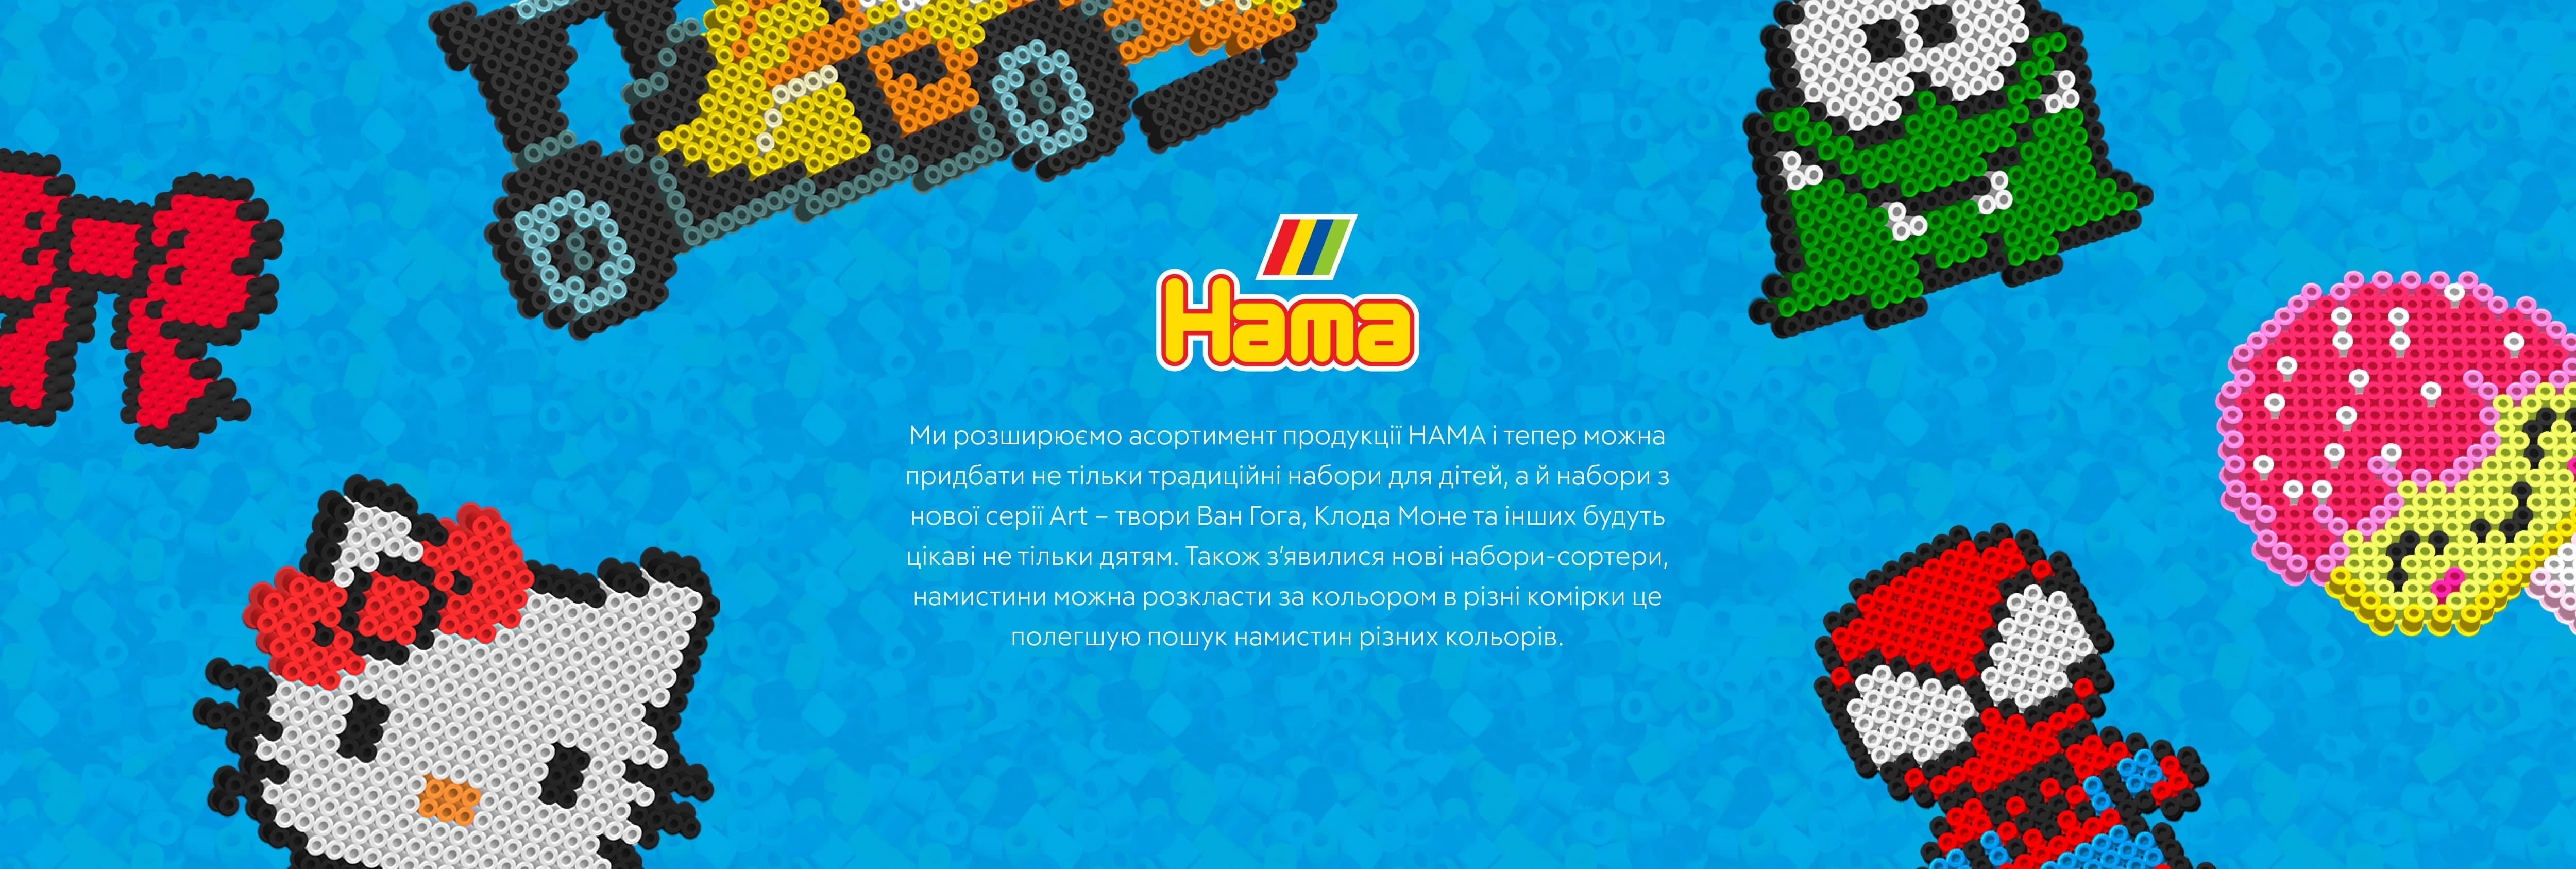 Hama
Ми розширюємо асортимент продукції HAMA і тепер можна
придбати не тільки традиційні набори для дітей, а й набори з
нової серії Art – твори Ван Гога, Клода Моне та інших будуть
цікаві не тільки дятям. Також з’явилися нові набори-сортери,
намистини можна розкласти за кольором в різні комірки це
полегшую пошук намистин різних кольорів.